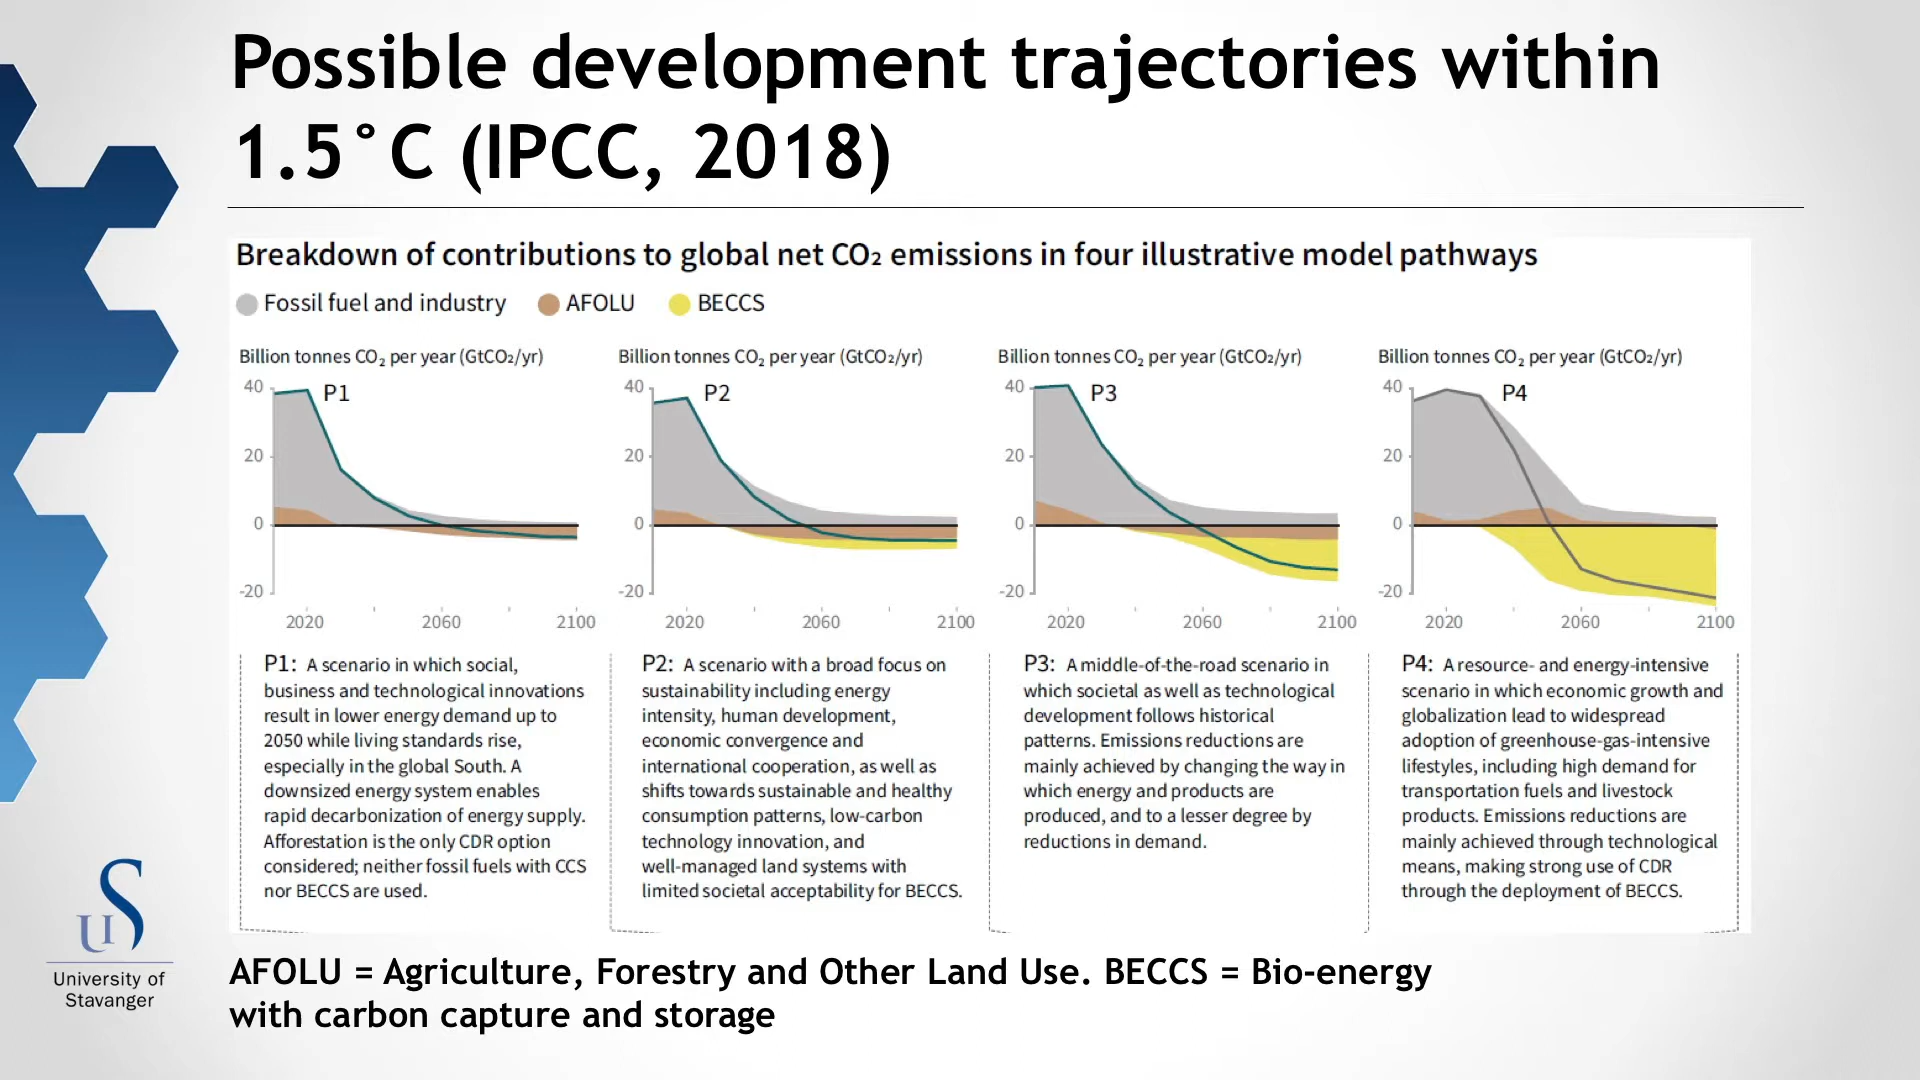 Possible development trajectories within
1.5°C (IPCC, 2018)
Breakdown of contributions to global net CO₂ emissions in four illustrative model pathways
Fossil fuel and industry AFOLU BECCS
Billion tonnes CO₂ per year (GtCO₂/yr)
40
P1
20
0
-20
2020 2060 2100
Billion tonnes CO₂ per year (GtCO₂/yr)
40
P2
20
0
-20
2020 2060 2100
Billion tonnes CO₂ per year (GtCO₂/yr)
40
P3
20
0
-20
2020 2060 2100
Billion tonnes CO₂ per year (GtCO₂/yr)
40
P4
20
0
-20
2020 2060 2100
P1: A scenario in which social,
business and technological innovations
result in lower energy demand up to
2050 while living standards rise,
especially in the global South. A
downsized energy system enables
rapid decarbonization of energy supply.
Afforestation is the only CDR option
considered; neither fossil fuels with CCS
nor BECCS are used.
P2: A scenario with a broad focus on
sustainability including energy
intensity, human development,
economic convergence and
international cooperation, as well as
shifts towards sustainable and healthy
consumption patterns, low-carbon
technology innovation, and
well-managed land systems with
limited societal acceptability for BECCS.
P3: A middle-of-the-road scenario in
which societal as well as technological
development follows historical
patterns. Emissions reductions are
mainly achieved by changing the way in
which energy and products are
produced, and to a lesser degree by
reductions in demand.
P4: A resource- and energy-intensive
scenario in which economic growth and
globalization lead to widespread
adoption of greenhouse-gas-intensive
lifestyles, including high demand for
transportation fuels and livestock
products. Emissions reductions are
mainly achieved through technological
means, making strong use of CDR
through the deployment of BECCS.
AFOLU = Agriculture, Forestry and Other Land Use. BECCS = Bio-energy
with carbon capture and storage
US
University of
Stavanger